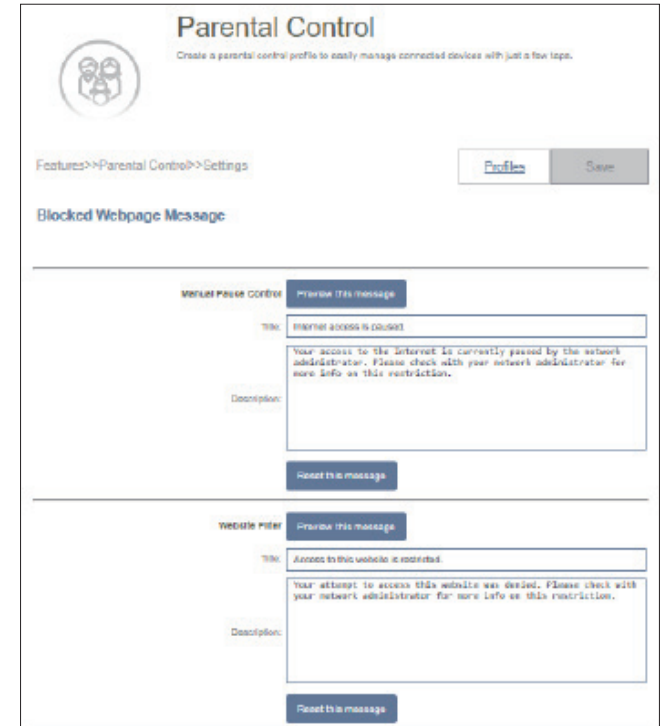 Parental Control
Create a parental control profile to easily manage connected devices with just a few taps.
Features>>Parental Control>>Settings
Profiles
Save
Blocked Webpage Message
Manual Pause Control
Preview this message
Title:
Internet access is paused.
Description:
Your access to the Internet is currently paused by the network
administrator. Please check with your network administrator for
more info on this restriction.
Reset this message
Website Filter
Preview this message
Title:
Access to this website is restricted.
Description:
Your attempt to access this website was denied. Please check with
your network administrator for more info on this restriction.
Reset this message